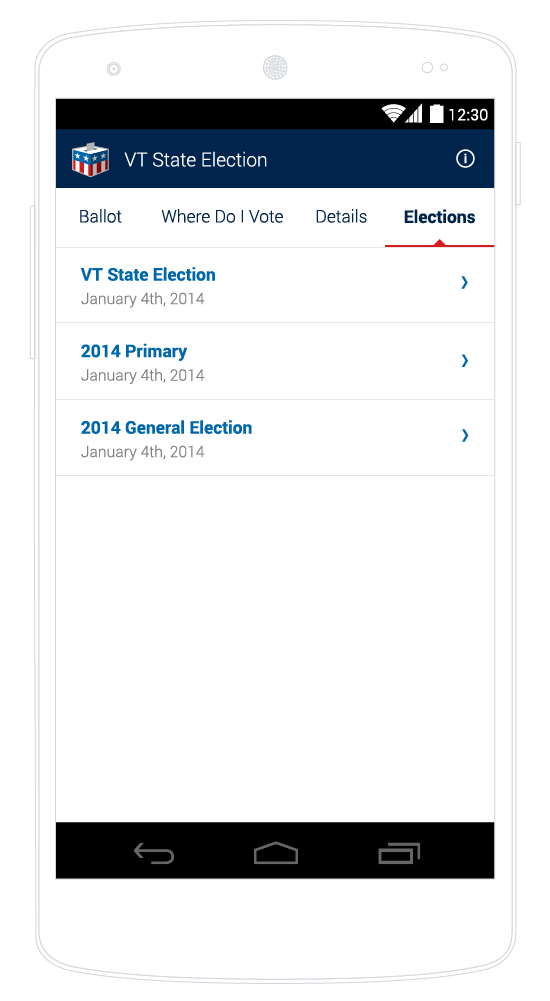 12:30
VT State Election
Ballot Where Do I Vote Details Elections
VT State Election
January 4th, 2014
2014 Primary
January 4th, 2014
2014 General Election
January 4th, 2014